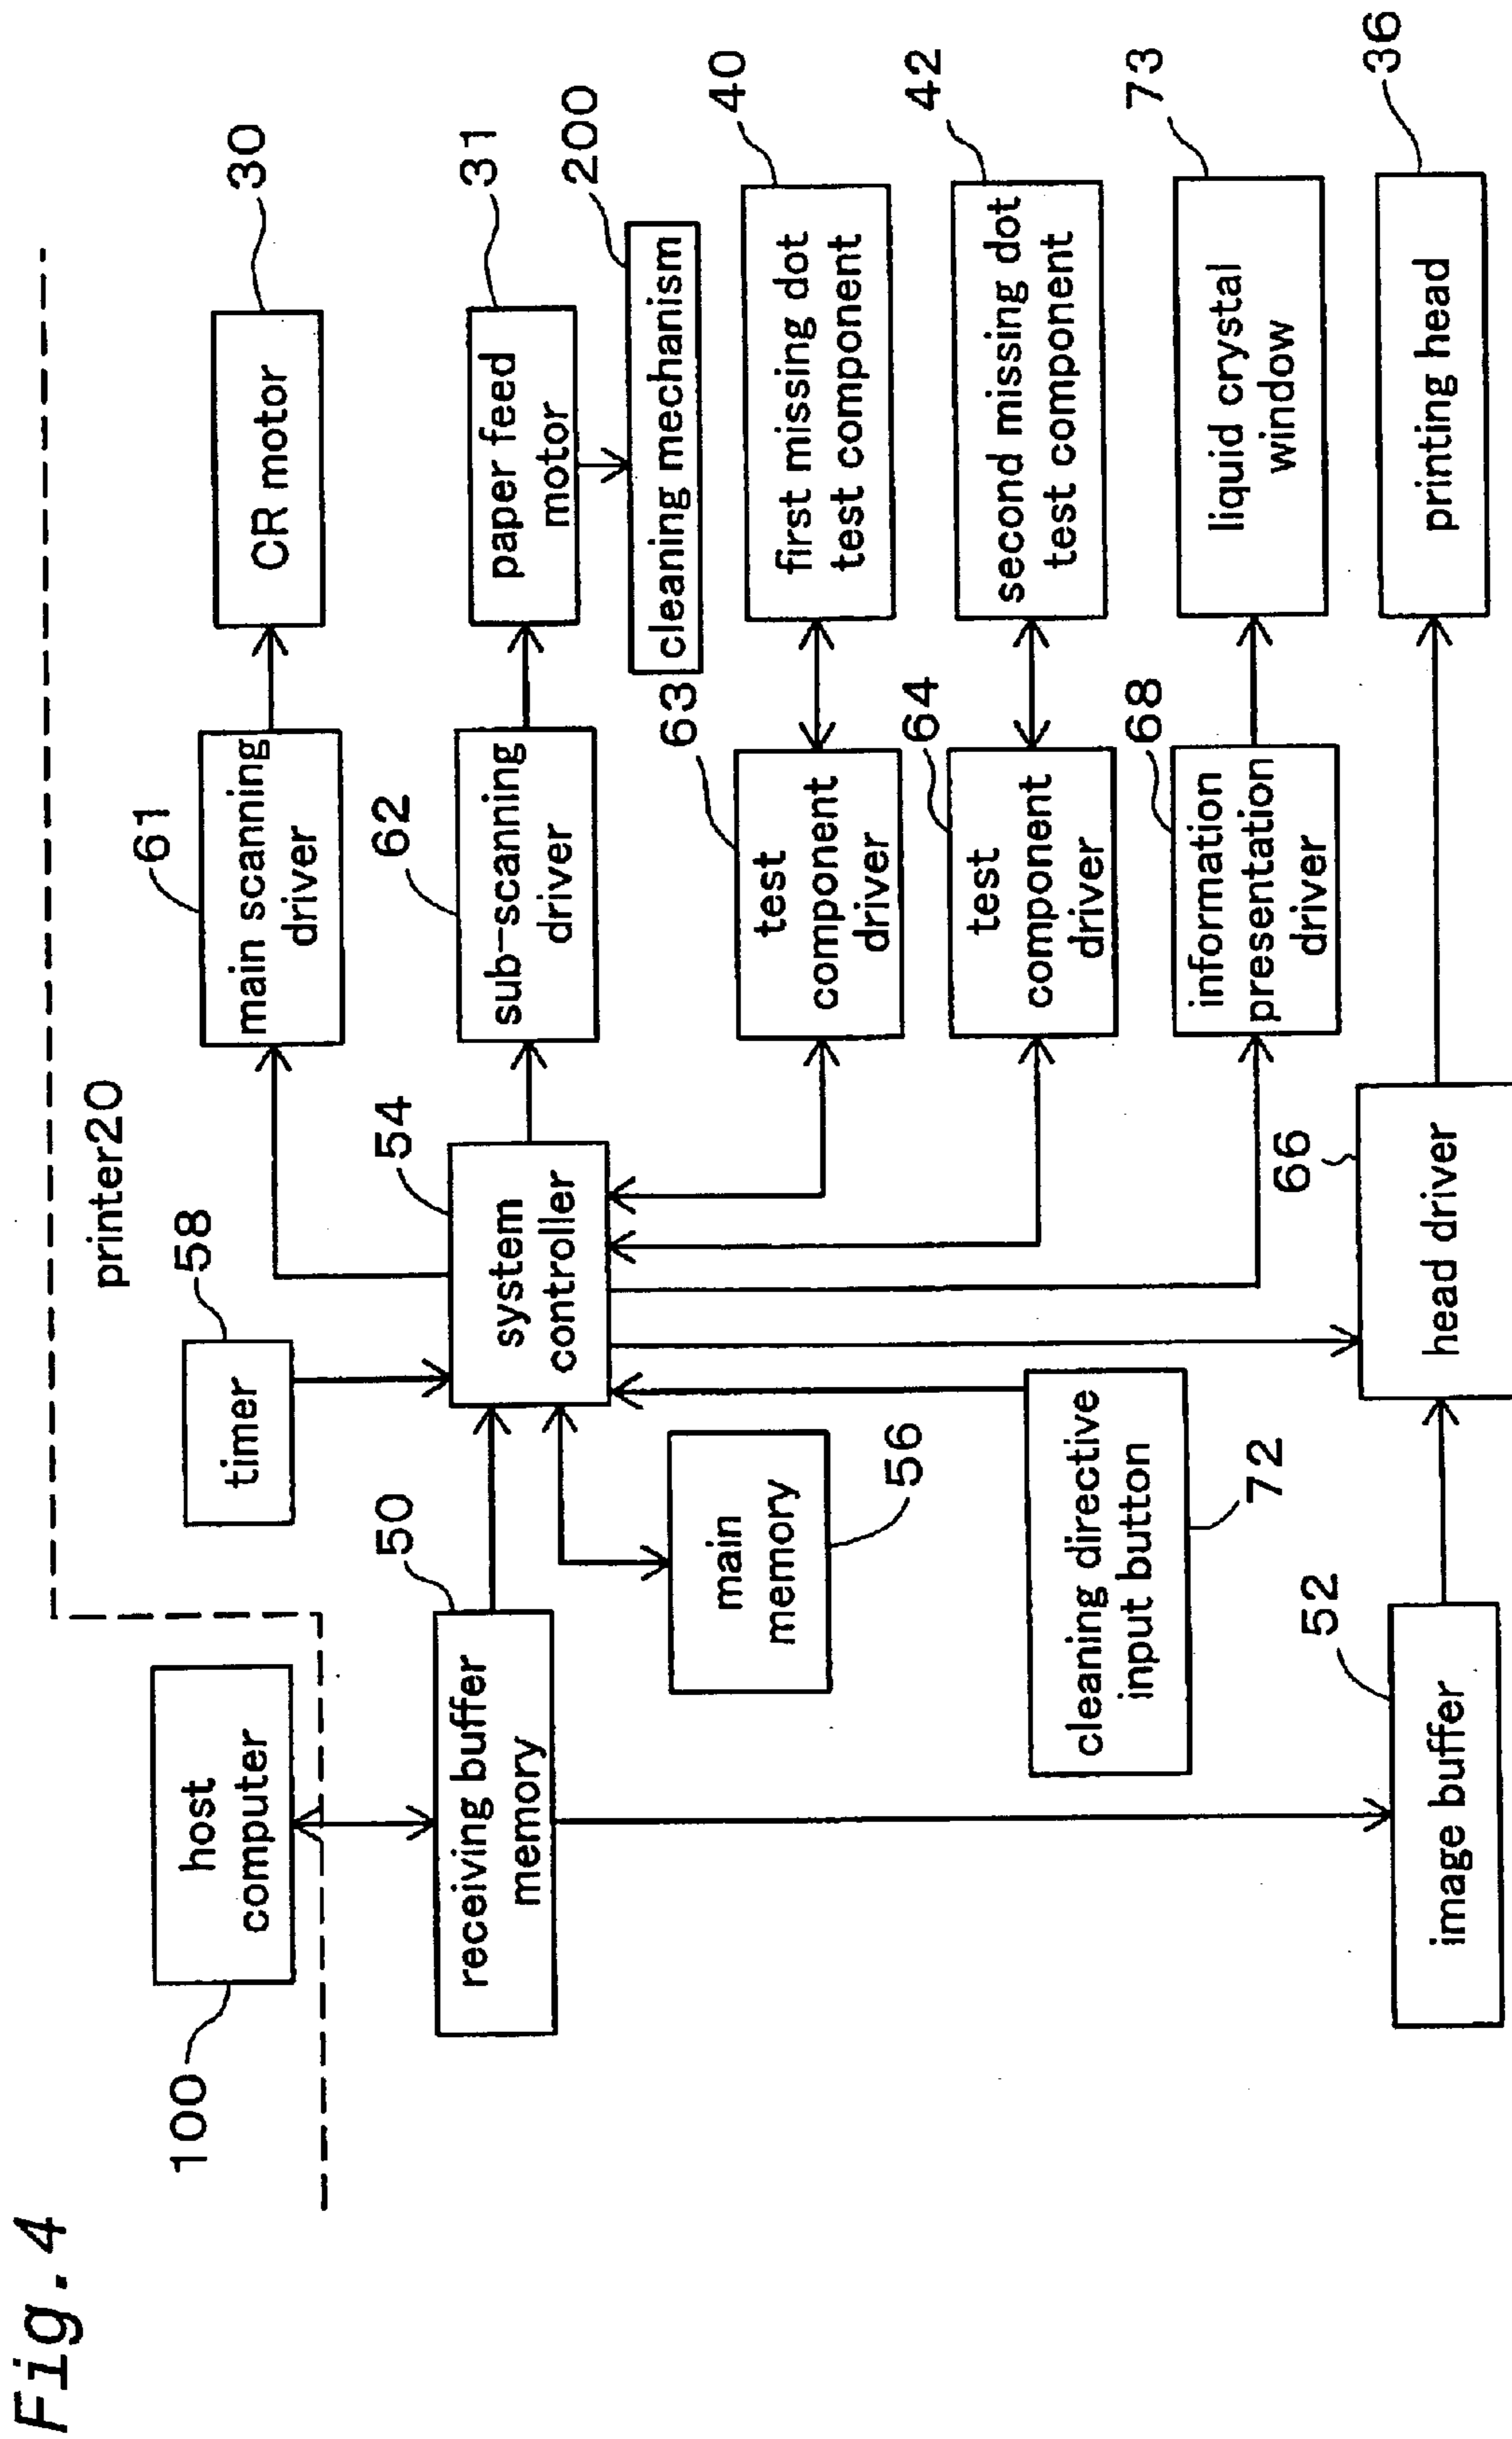 Fig. 4
printer20
100
host
computer
58
timer
61
main scanning
driver
30
CR motor
50
receiving buffer
memory
54
system
controller
62
sub-scanning
driver
31
paper feed
motor
200
cleaning mechanism
main
memory
56
63
test
component
driver
40
first missing dot
test component
64
test
component
driver
42
second missing dot
test component
cleaning directive
input button
72
68
information
presentation
driver
73
liquid crystal
window
52
image buffer
66
head driver
36
printing head